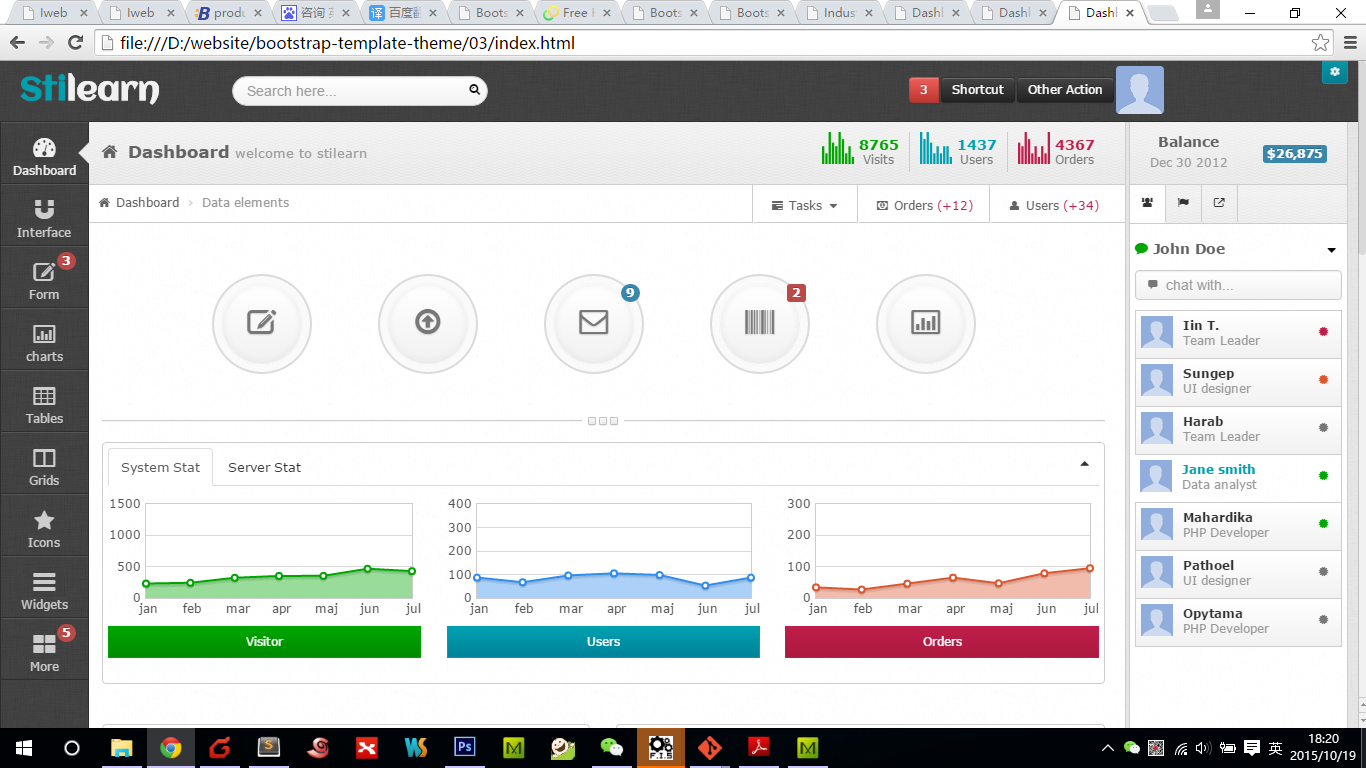 Iweb
Iweb
produ
咨询 英
百度翻
Boots
Free H
Boots
Boots
Indus
Dashl
Dashl
Dashl
file:///D:/website/bootstrap-template-theme/03/index.html
Stilearn
Search here...
3
Shortcut
Other Action
Dashboard
Interface
3
Form
charts
Tables
Grids
Icons
Widgets
5
More
Dashboard welcome to stilearn
8765
Visits
1437
Users
4367
Orders
Balance
Dec 30 2012
$26,875
Dashboard › Data elements
Tasks
Orders (+12)
Users (+34)
9
2
System Stat
Server Stat
1500
1000
500
0
jan feb mar apr maj jun jul
Visitor
400
300
200
100
0
jan feb mar apr maj jun jul
Users
300
200
100
0
jan feb mar apr maj jun jul
Orders
John Doe
chat with...
Iin T.
Team Leader
Sungep
UI designer
Harab
Team Leader
Jane smith
Data analyst
Mahardika
PHP Developer
Pathoel
UI designer
Opytama
PHP Developer
英
18:20
2015/10/19